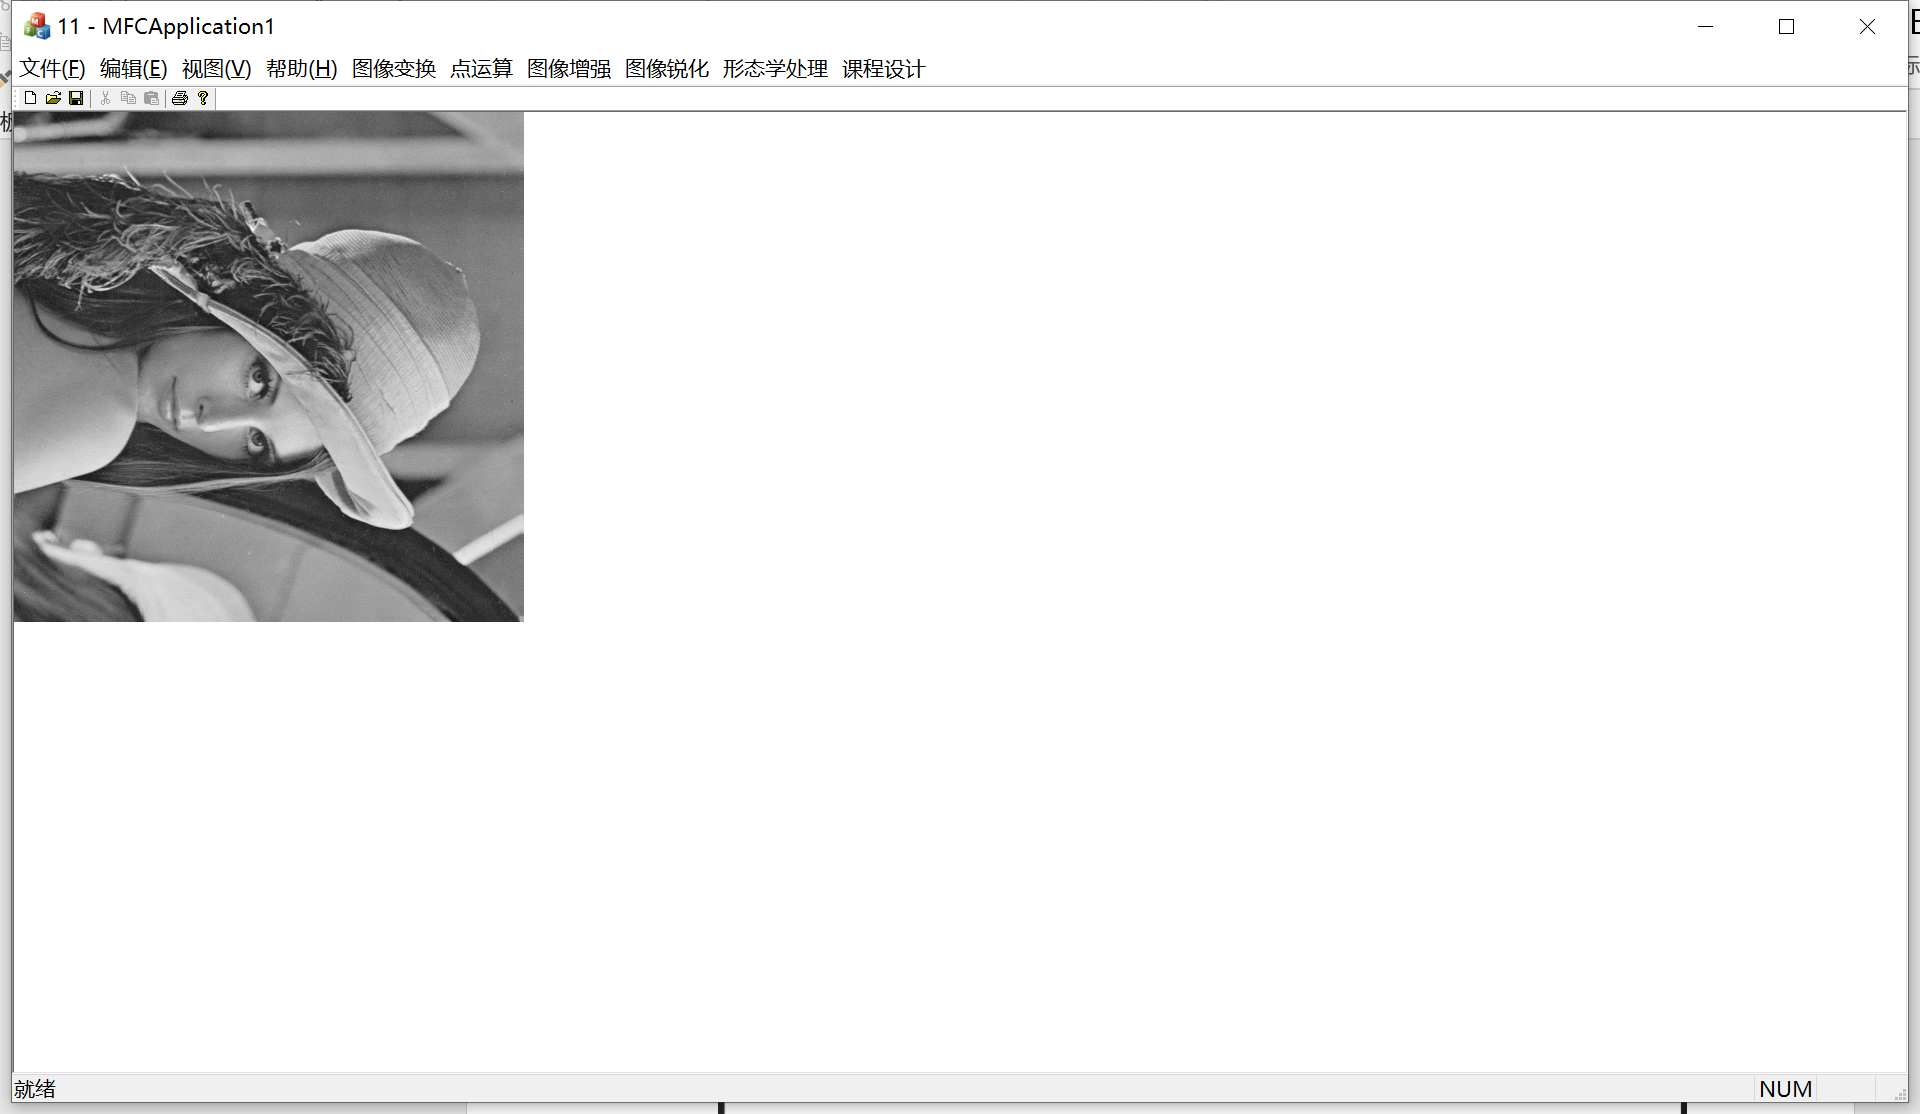 11 - MFCApplication1
文件(F) 编辑(E) 视图(V) 帮助(H) 图像变换 点运算 图像增强 图像锐化 形态学处理 课程设计
就绪
NUM